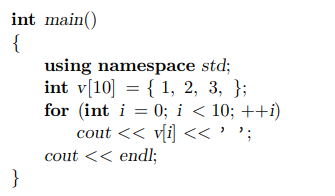 int main()
{
using namespace std;
int v[10] = { 1, 2, 3, };
for (int i = 0; i < 10; ++i)
cout << v[i] << ’ ’;
cout << endl;
}